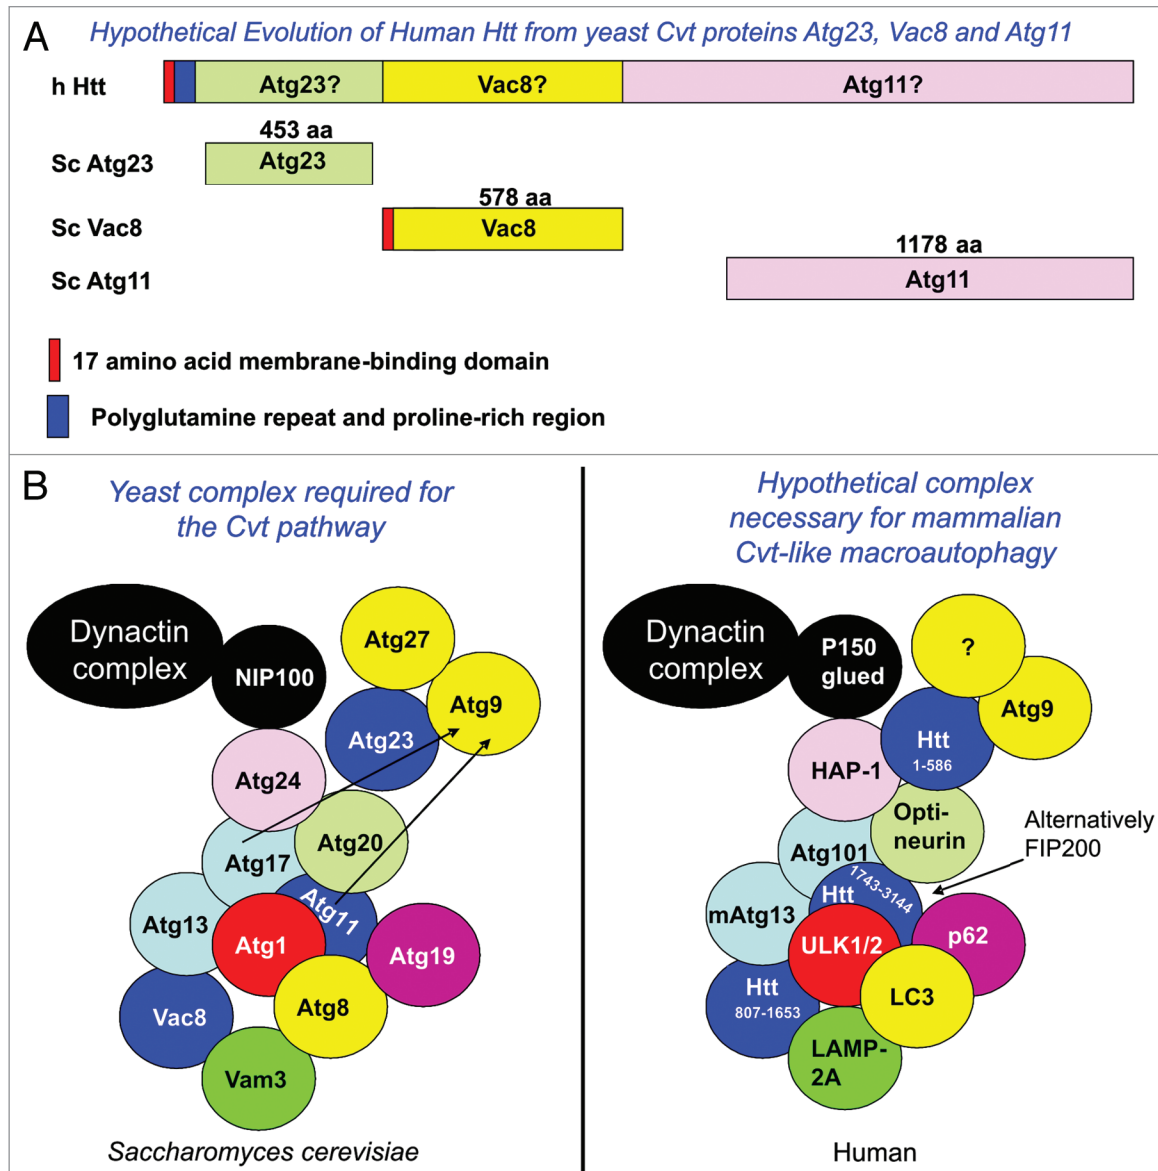 A
Hypothetical Evolution of Human Htt from yeast Cvt proteins Atg23, Vac8 and Atg11
h Htt
Atg23?
Vac8?
Atg11?
453 aa
Sc Atg23
Atg23
578 aa
Sc Vac8
Vac8
1178 aa
Sc Atg11
Atg11
17 amino acid membrane-binding domain
Polyglutamine repeat and proline-rich region
B
Yeast complex required for
the Cvt pathway
Dynactin
complex
NIP100
Atg27
Atg9
Atg23
Atg24
Atg20
Atg17
Atg11
Atg13
Atg1
Atg19
Atg8
Vac8
Vam3
Saccharomyces cerevisiae
Hypothetical complex
necessary for mammalian
Cvt-like macroautophagy
Dynactin
complex
P150
glued
?
Atg9
Htt
1-586
HAP-1
Opti-
neurin
Alternatively
FIP200
Atg101
1743-3144
Htt
mAtg13
ULK1/2
p62
Htt
807-1653
LC3
LAMP-
2A
Human